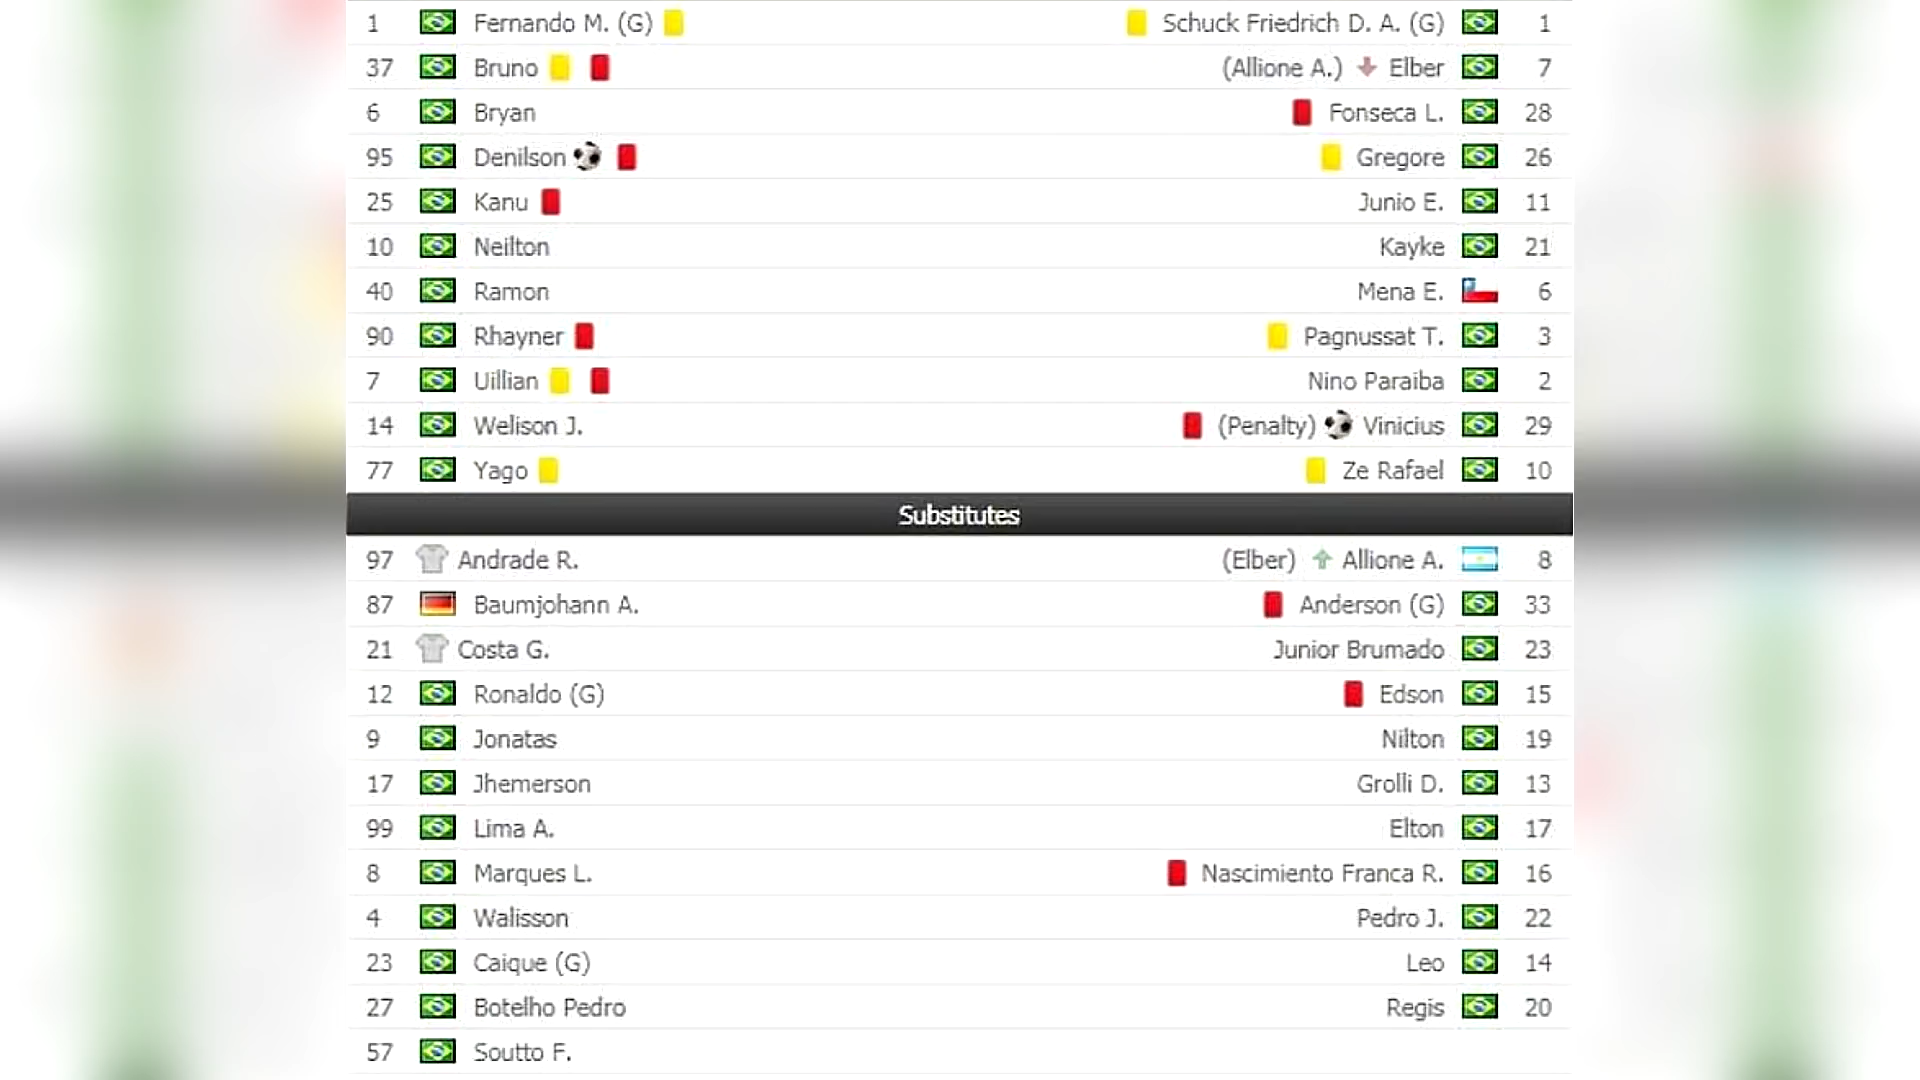 1 Fernando M. (G) Schuck Friedrich D. A. (G) 1
37 Bruno (Allione A.) Elber 7
6 Bryan Fonseca L. 28
95 Denilson Gregore 26
25 Kanu Junio E. 11
10 Neilton Kayke 21
40 Ramon Mena E. 6
90 Rhayner Pagnussat T. 3
7 Uillian Nino Paraiba 2
14 Welison J. (Penalty) Vinicius 29
77 Yago Ze Rafael 10
Substitutes
97 Andrade R. (Elber) Allione A. 8
87 Baumjohann A. Anderson (G) 33
21 Costa G. Junior Brumado 23
12 Ronaldo (G) Edson 15
9 Jonatas Nilton 19
17 Jhemerson Grolli D. 13
99 Lima A. Elton 17
8 Marques L. Nascimiento Franca R. 16
4 Walisson Pedro J. 22
23 Caique (G) Leo 14
27 Botelho Pedro Regis 20
57 Soutto F.